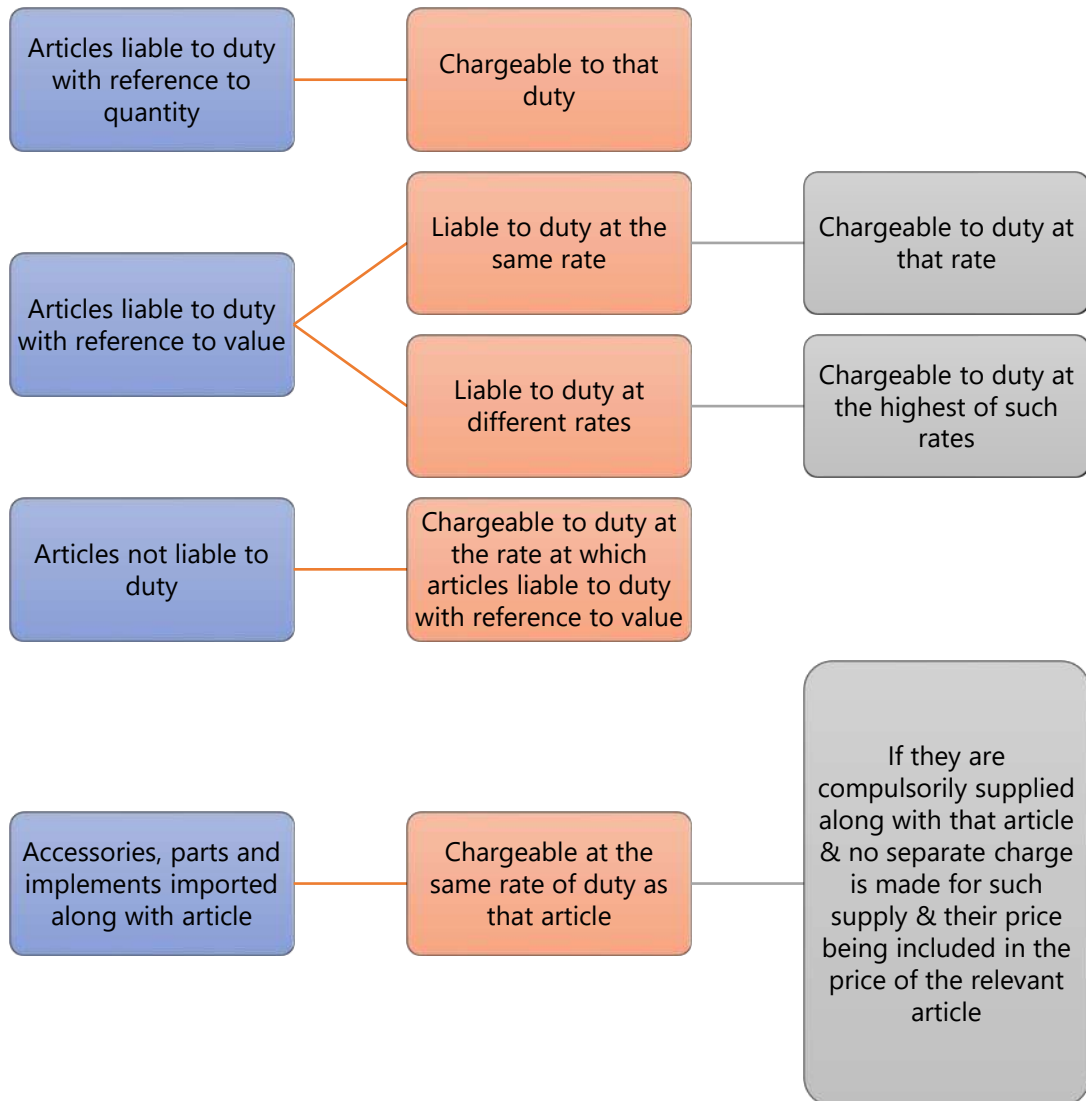 Articles liable to duty
with reference to
quantity
Chargeable to that
duty
Articles liable to duty
with reference to value
Liable to duty at the
same rate
Chargeable to duty at
that rate
Liable to duty at
different rates
Chargeable to duty at
the highest of such
rates
Articles not liable to
duty
Chargeable to duty at
the rate at which
articles liable to duty
with reference to value
Accessories, parts and
implements imported
along with article
Chargeable at the
same rate of duty as
that article
If they are
compulsorily supplied
along with that article
& no separate charge
is made for such
supply & their price
being included in the
price of the relevant
article